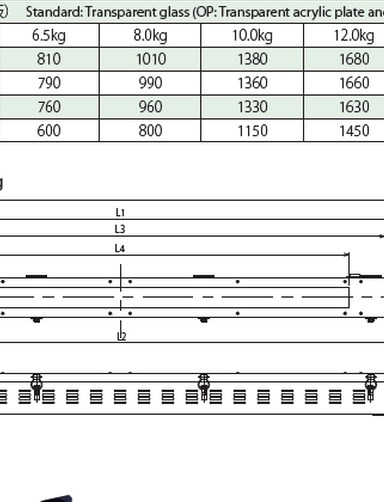 Standard: Transparent glass (OP: Transparent acrylic plate
6.5kg 8.0kg 10.0kg 12.0kg
810 1010 1380 1680
790 990 1360 1660
760 960 1330 1630
600 800 1150 1450
L1
L3
L4
L2